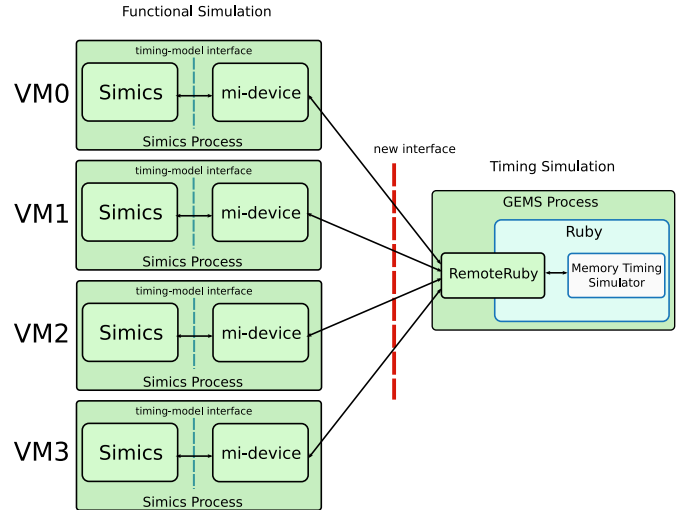 Functional Simulation
VM0
timing-model interface
Simics
mi-device
Simics Process
VM1
timing-model interface
Simics
mi-device
Simics Process
VM2
timing-model interface
Simics
mi-device
Simics Process
VM3
timing-model interface
Simics
mi-device
Simics Process
new interface
Timing Simulation
GEMS Process
Ruby
RemoteRuby
Memory Timing
Simulator